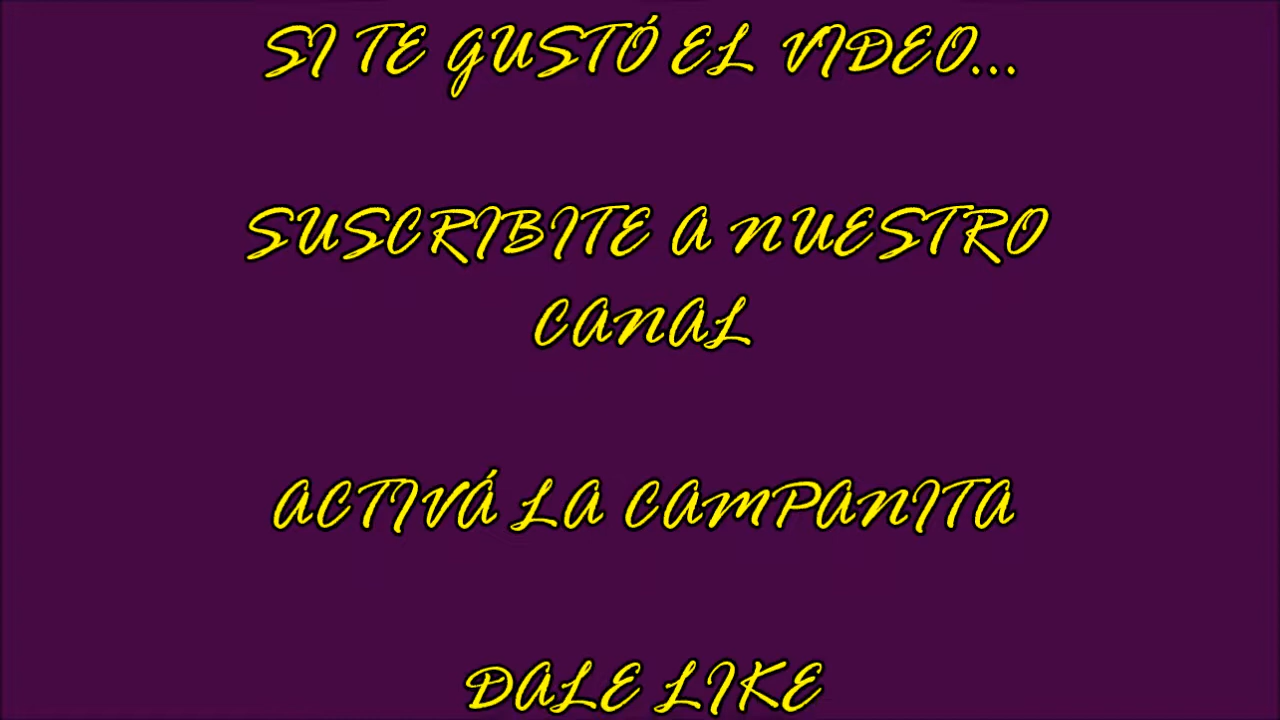 SI TE GUSTÓ EL VIDEO...
SUSCRIBITE A NUESTRO
CANAL
ACTIVÁ LA CAMPANITA
DALE LIKE